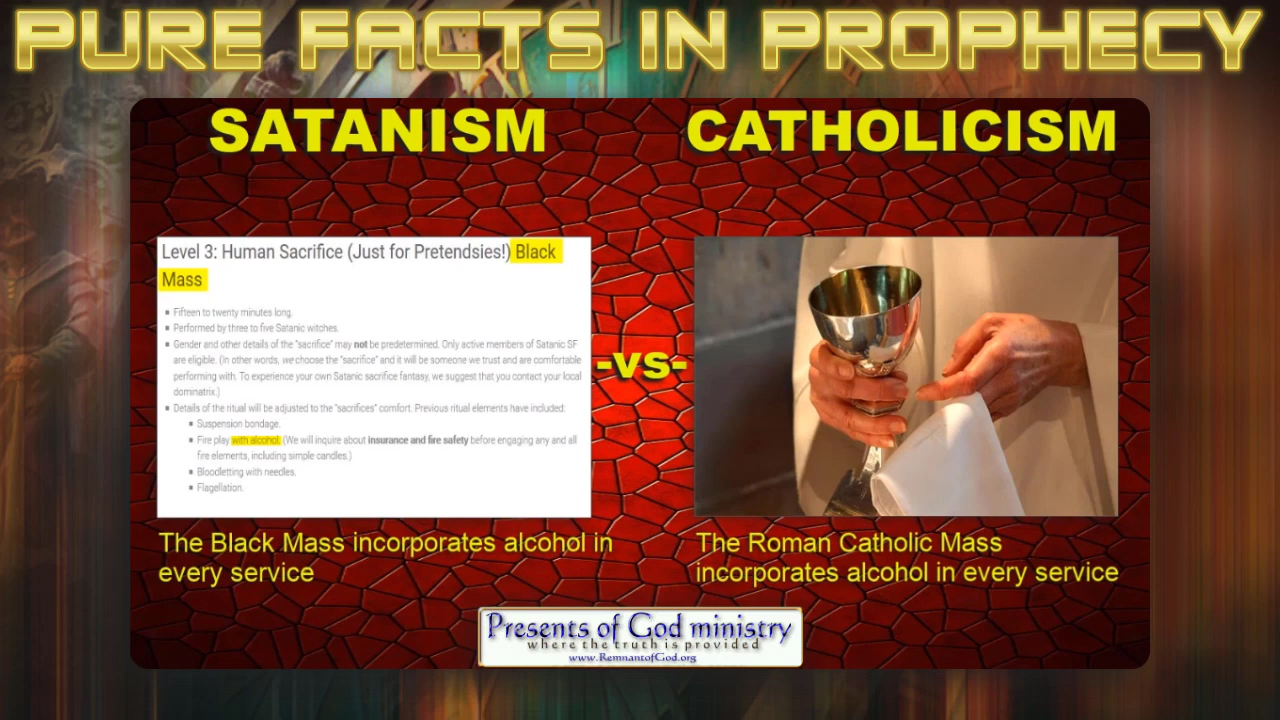 PURE FACTS IN PROPHECY
SATANISM
CATHOLICISM
Level 3: Human Sacrifice (Just for Pretendsies!) Black
Mass
▪ Fifteen to twenty minutes long.
▪ Performed by three to five Satanic witches.
▪ Gender and other details of the "sacrifice" may not be predetermined. Only active members of Satanic SF
are eligible. (In other words, we choose the "sacrifice" and it will be someone we trust and are comfortable
performing with. To experience your own Satanic sacrifice fantasy, we suggest that you contact your local
dominatrix.)
▪ Details of the ritual will be adjusted to the "sacrifices" comfort. Previous ritual elements have included:
▪ Suspension bondage.
▪ Fire play with alcohol. (We will inquire about insurance and fire safety before engaging any and all
fire elements, including simple candles.)
▪ Bloodletting with needles.
▪ Flagellation.
-vs-
The Black Mass incorporates alcohol in
every service
The Roman Catholic Mass
incorporates alcohol in every service
Presents of God ministry
where the truth is provided
www.RemnantofGod.org